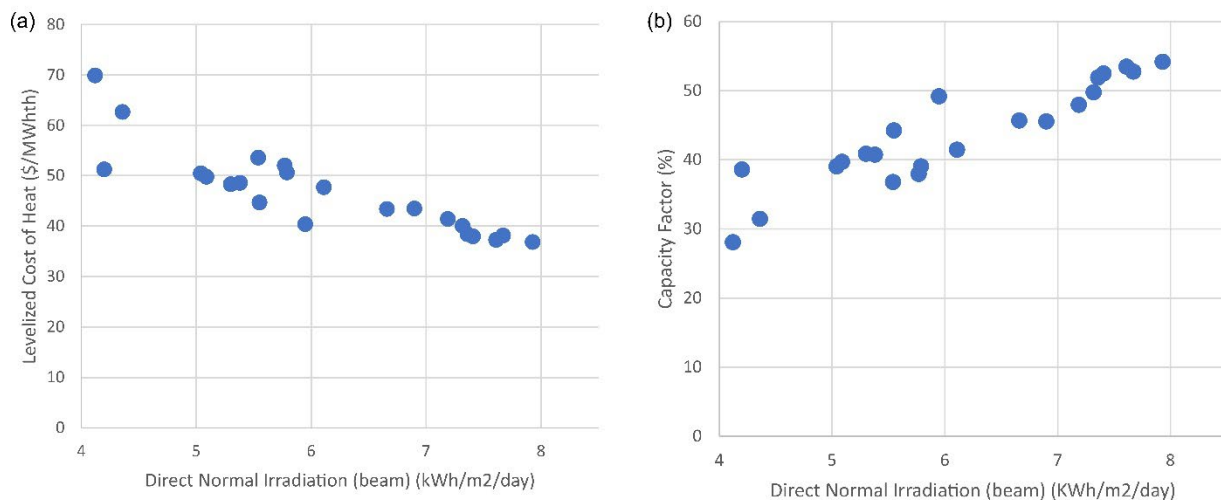 (a)
80
70
60
50
40
30
20
10
0
Levelized Cost of Heat ($/MWhth)
4 5 6 7 8
Direct Normal Irradiation (beam) (kWh/m2/day)
(b)
60
50
40
30
20
10
0
Capacity Factor (%)
4 5 6 7 8
Direct Normal Irradiation (beam) (KWh/m2/day)